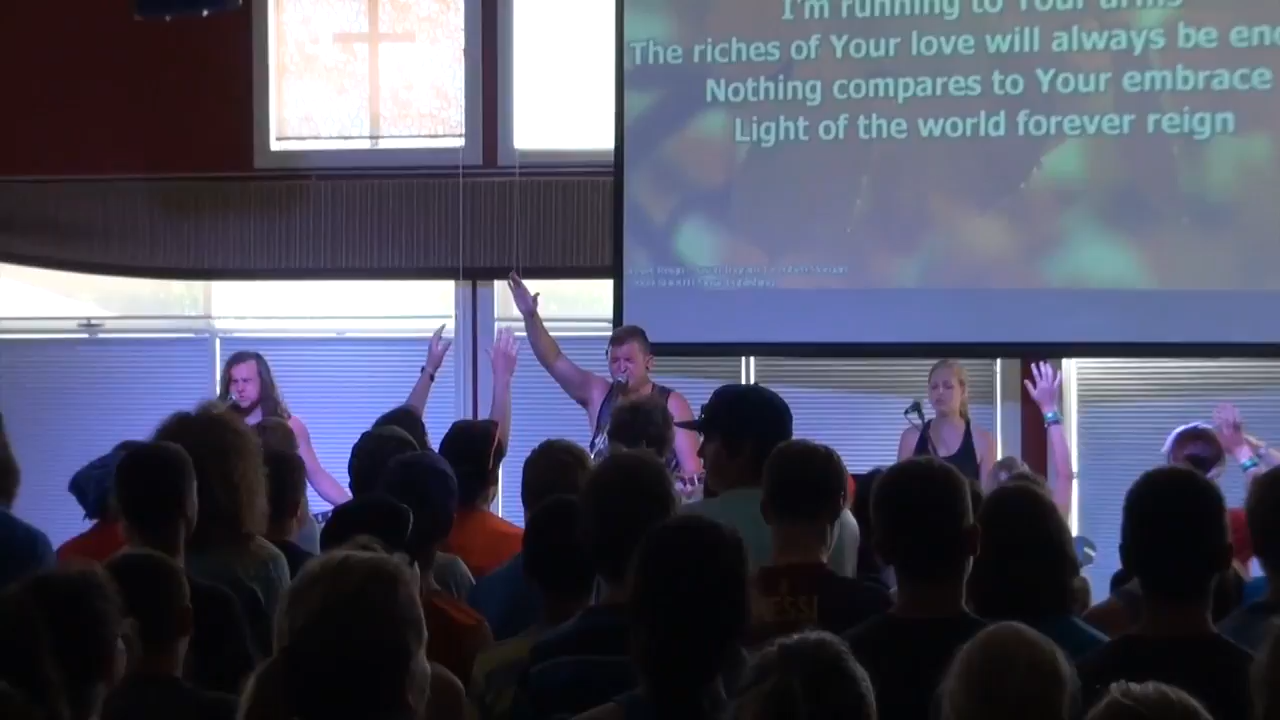 I'm running to Your arms
The riches of Your love will always be
Nothing compares to Your embrace
Light of the world forever reign